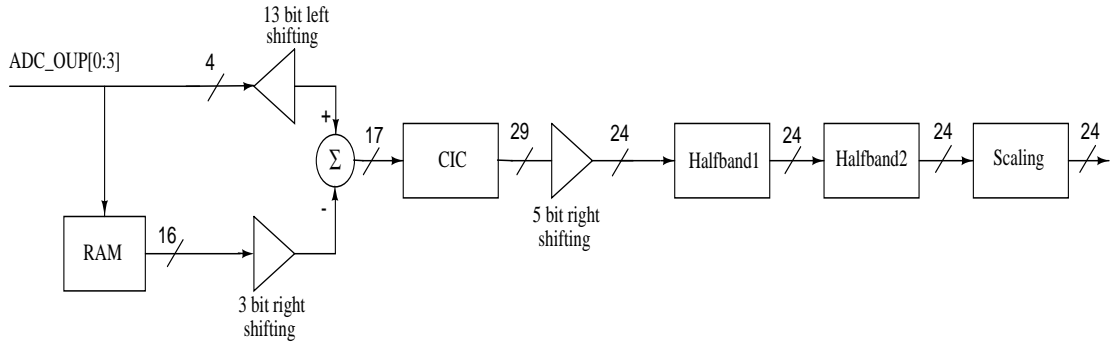 13 bit left
shifting
ADC_OUP[0:3]
4
+
Σ
17
CIC
29
24
Halfband1
24
Halfband2
24
Scaling
24
-
5 bit right
shifting
RAM
16
3 bit right
shifting